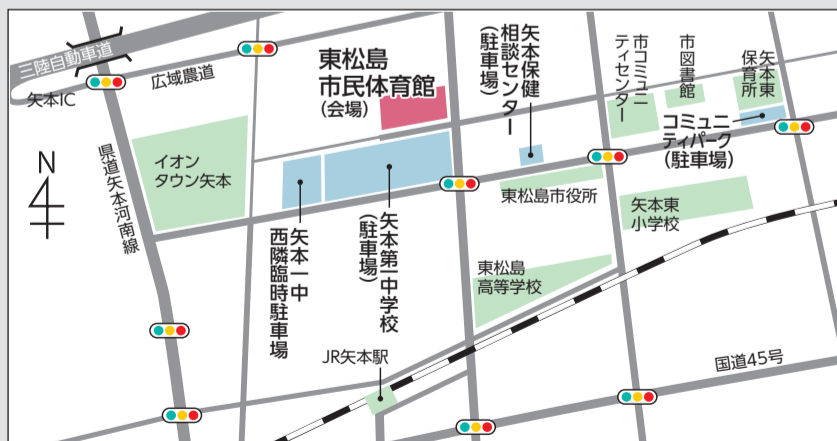 三陸自動車道
矢本IC
広域農道
東松島
市民体育館
(会場)
矢本保健
相談センター
(駐車場)
市コミュニ
ティセンター
市図書館
矢本東
保育所
コミュニ
ティパーク
(駐車場)
N
県道矢本河南線
イオン
タウン矢本
矢本一中
西隣臨時駐車場
矢本第一中学校
(駐車場)
東松島市役所
矢本東
小学校
東松島
高等学校
JR矢本駅
国道45号